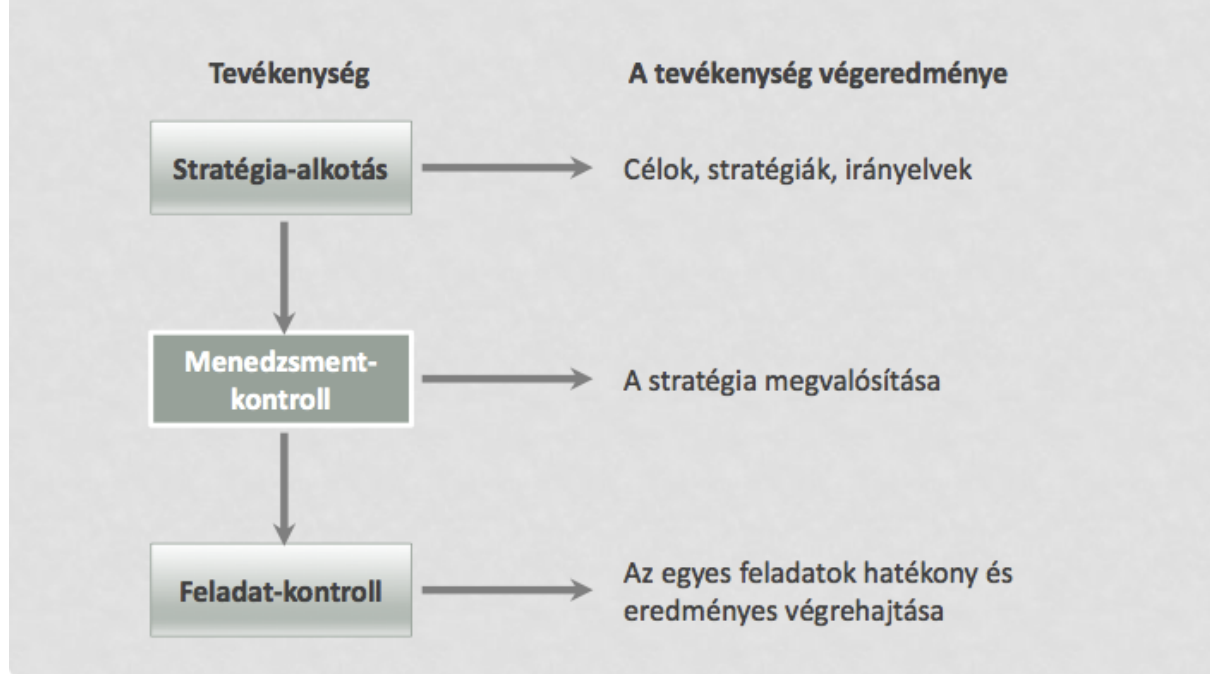 Tevékenység
A tevékenység végeredménye
Stratégia-alkotás
Célok, stratégiák, irányelvek
Menedzsment-
kontroll
A stratégia megvalósítása
Feladat-kontroll
Az egyes feladatok hatékony és
eredményes végrehajtása